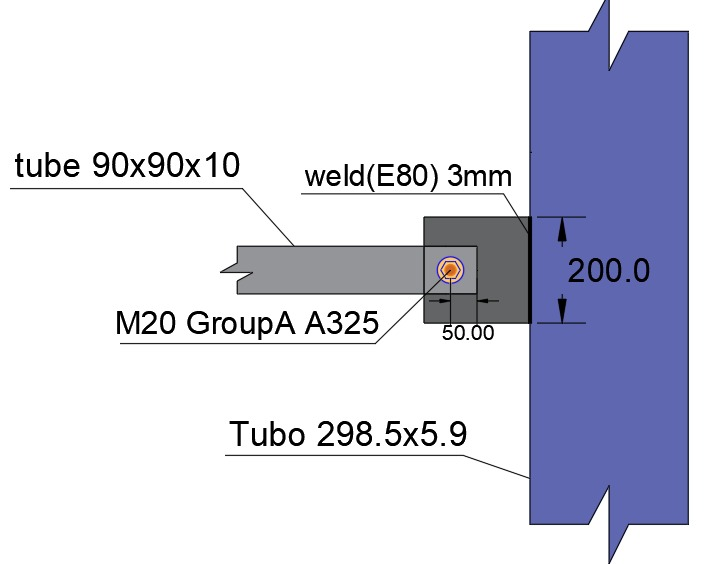 tube 90x90x10
weld(E80) 3mm
200.0
M20 GroupA A325
50.00
Tubo 298.5x5.9